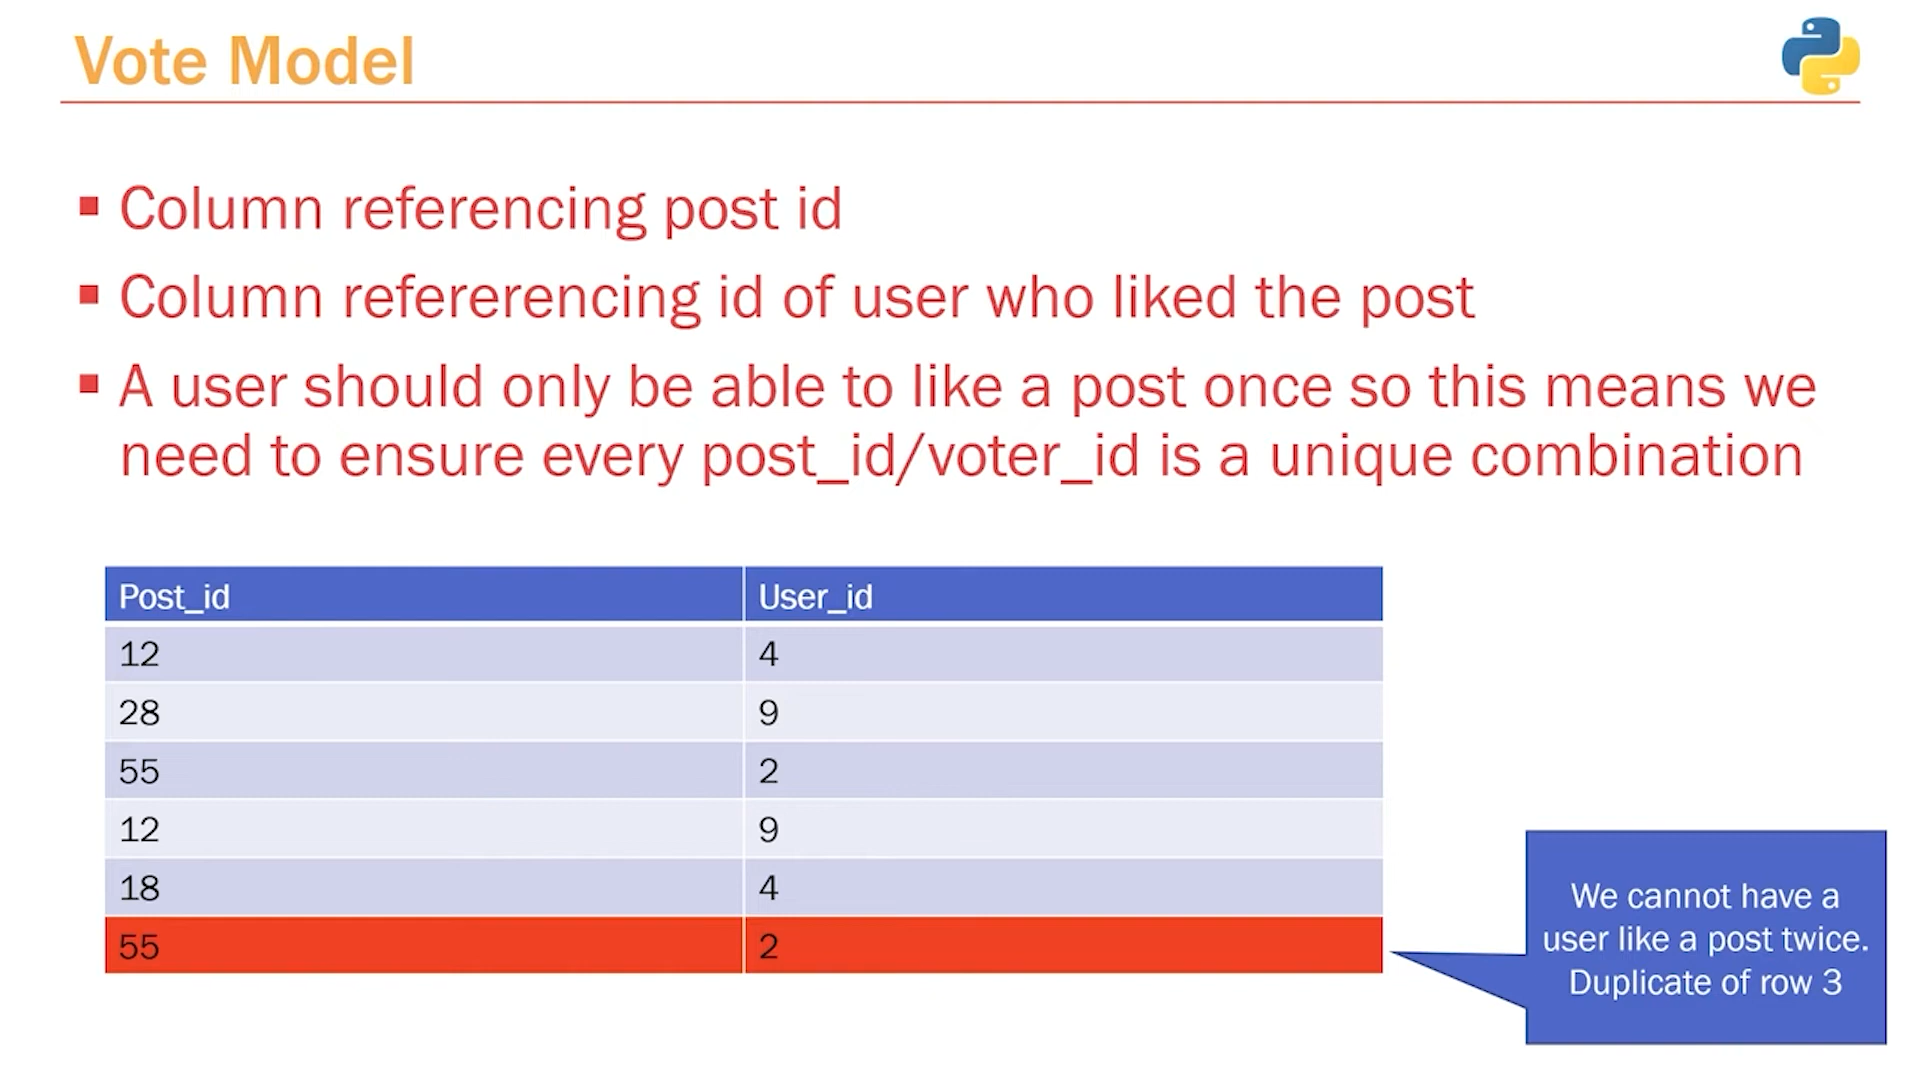 Vote Model
▪ Column referencing post id
▪ Column refererencing id of user who liked the post
▪ A user should only be able to like a post once so this means we
need to ensure every post_id/voter_id is a unique combination
Post_id User_id
12 4
28 9
55 2
12 9
18 4
55 2
We cannot have a
user like a post twice.
Duplicate of row 3